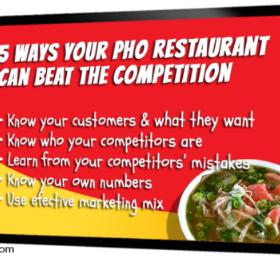 5 WAYS YOUR PHO RESTAURANT
CAN BEAT THE COMPETITION
- Know your customers & what they want
- Know who your competitors are
- Learn from your competitors' mistakes
- Know your own numbers
- Use efective marketing mix
om